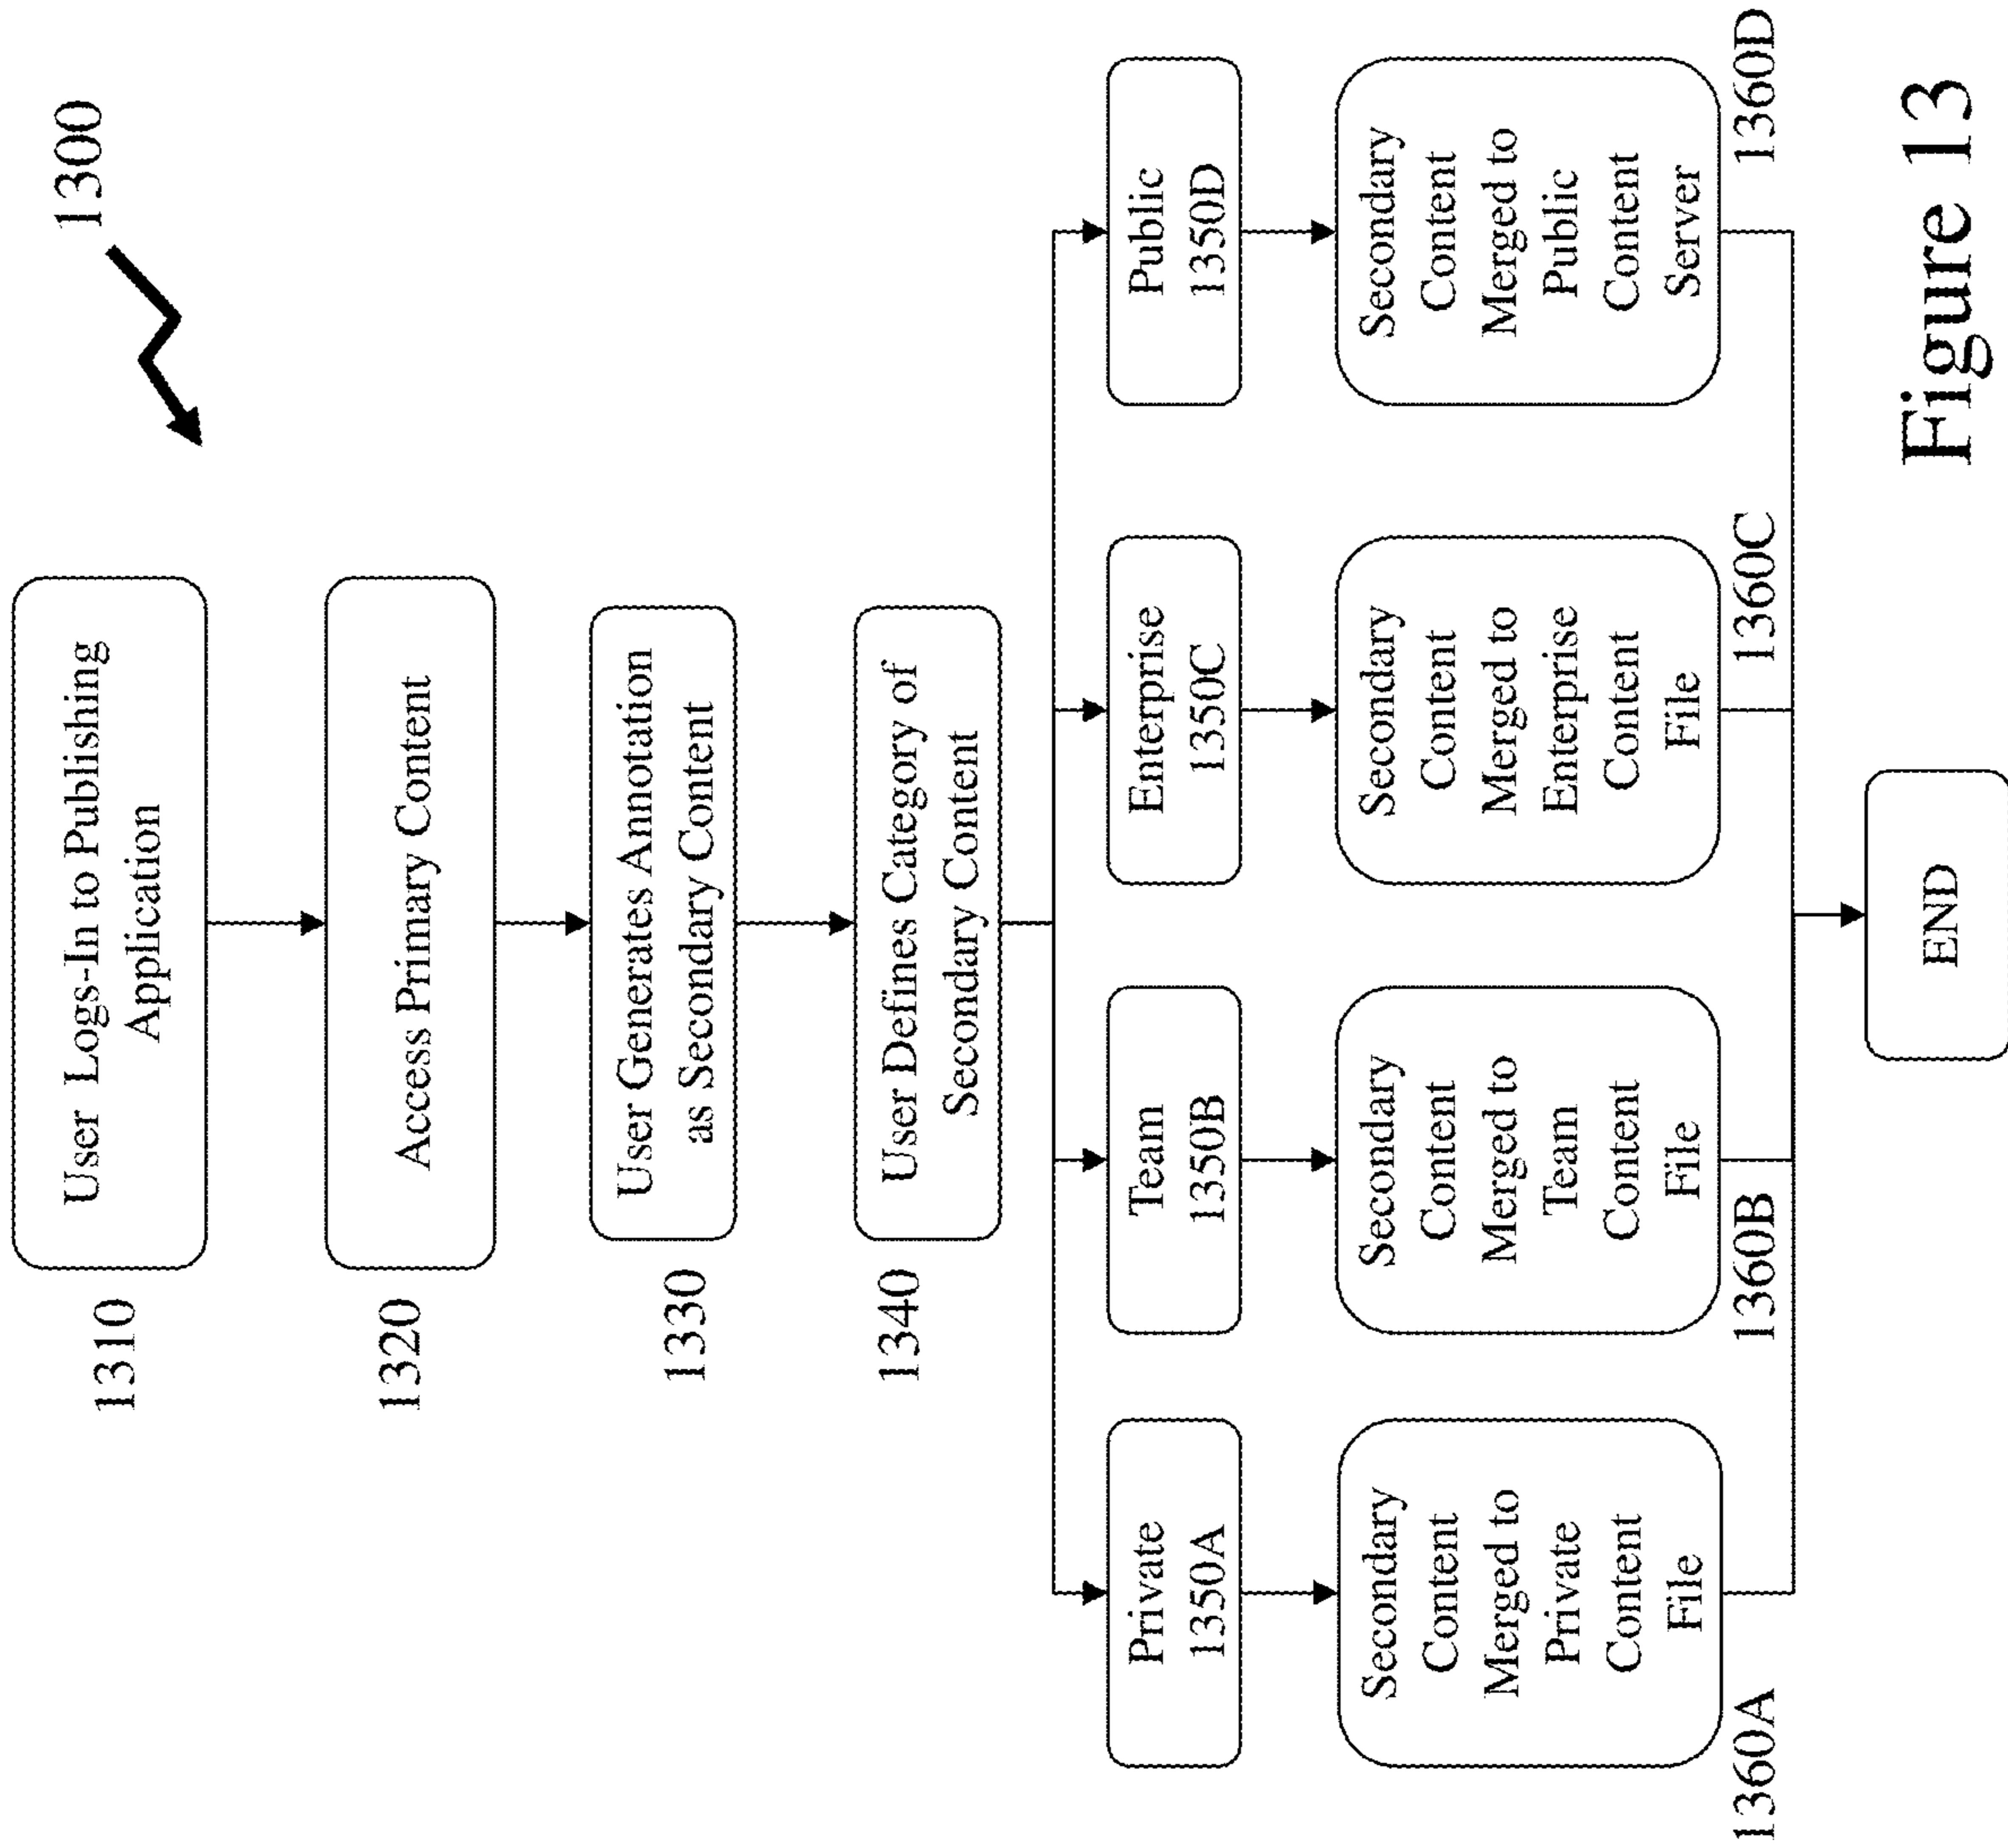 1300
User Logs-In to Publishing
Application
1310
Access Primary Content
1320
User Generates Annotation
as Secondary Content
1330
User Defines Category of
Secondary Content
1340
Private
1350A
Team
1350B
Enterprise
1350C
Public
1350D
Secondary
Content
Merged to
Private
Content
File
1360A
Secondary
Content
Merged to
Team
Content
File
1360B
Secondary
Content
Merged to
Enterprise
Content
File
1360C
Secondary
Content
Merged to
Public
Content
Server
1360D
END
Figure 13